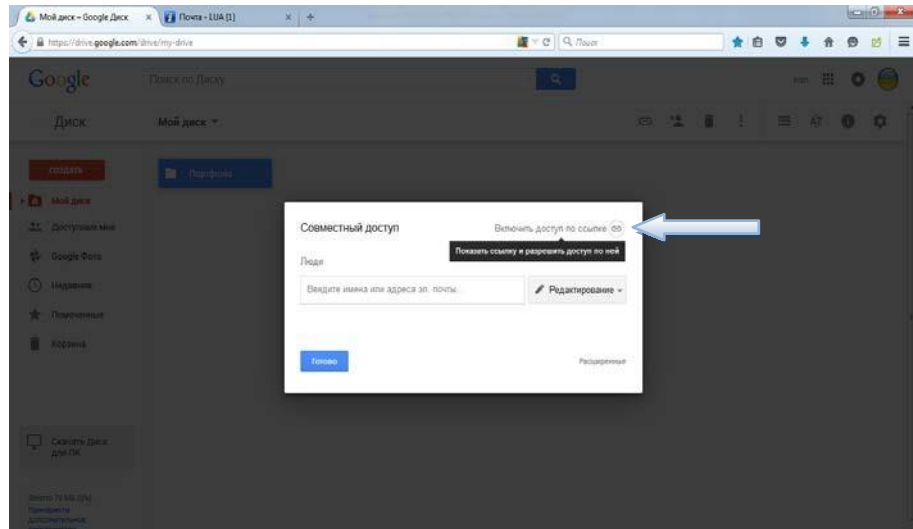 Мой диск – Google Диск
Почта - LUA [1]
https://drive.google.com/drive/my-drive
Поиск
Google
Поиск по Диску
Диск
Мой диск
СОЗДАТЬ
Портфолио
Мой диск
Доступные мне
Google Фото
Недавние
Помеченные
Корзина
Совместный доступ
Включить доступ по ссылке
Показать ссылку и разрешить доступ по ней
Люди
Введите имена или адреса эл. почты...
Редактирование
Готово
Расширенные
Скачать Диск
для ПК